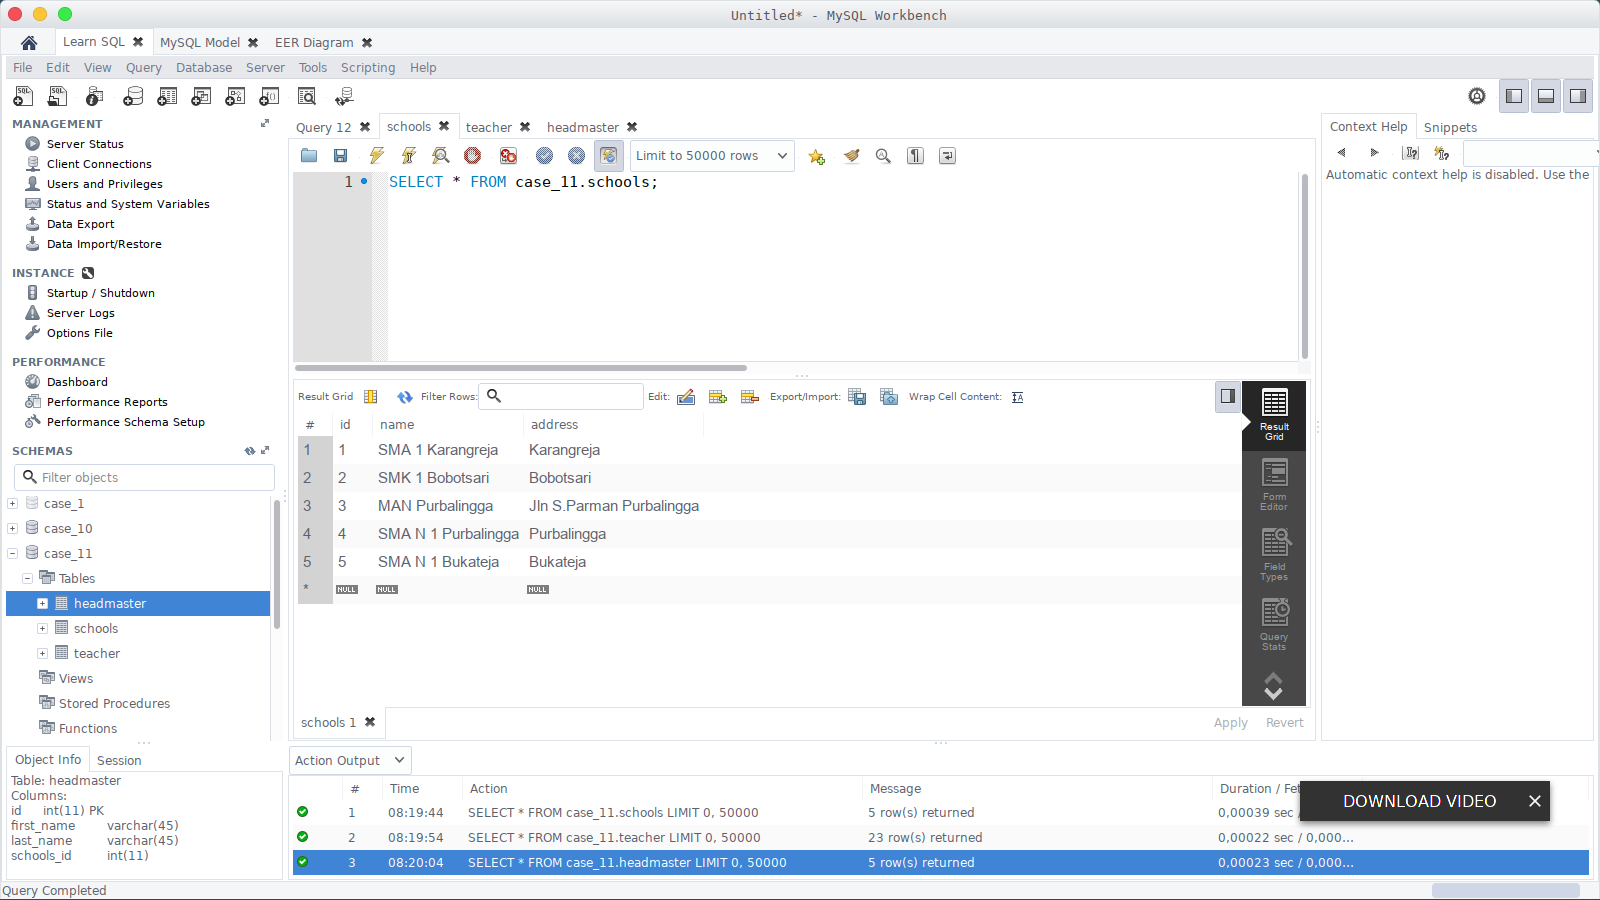 Untitled* - MySQL Workbench
Learn SQL
MySQL Model
EER Diagram
File Edit View Query Database Server Tools Scripting Help
MANAGEMENT
Server Status
Client Connections
Users and Privileges
Status and System Variables
Data Export
Data Import/Restore
INSTANCE
Startup / Shutdown
Server Logs
Options File
PERFORMANCE
Dashboard
Performance Reports
Performance Schema Setup
SCHEMAS
Filter objects
case_1
case_10
case_11
Tables
headmaster
schools
teacher
Views
Stored Procedures
Functions
Object Info
Session
Table: headmaster
Columns:
id int(11) PK
first_name varchar(45)
last_name varchar(45)
schools_id int(11)
Query Completed
Query 12
schools
teacher
headmaster
Limit to 50000 rows
1 SELECT * FROM case_11.schools;
Result Grid
Filter Rows:
Edit:
Export/Import:
Wrap Cell Content:
# id name address
1 1 SMA 1 Karangreja Karangreja
2 2 SMK 1 Bobotsari Bobotsari
3 3 MAN Purbalingga Jln S.Parman Purbalingga
4 4 SMA N 1 Purbalingga Purbalingga
5 5 SMA N 1 Bukateja Bukateja
* NULL NULL NULL
Result
Grid
Form
Editor
Field
Types
Query
Stats
schools 1
Apply
Revert
Action Output
# Time Action Message Duration / Fet
1 08:19:44 SELECT * FROM case_11.schools LIMIT 0, 50000 5 row(s) returned 0,00039 sec / 0,000...
2 08:19:54 SELECT * FROM case_11.teacher LIMIT 0, 50000 23 row(s) returned 0,00022 sec / 0,000...
3 08:20:04 SELECT * FROM case_11.headmaster LIMIT 0, 50000 5 row(s) returned 0,00023 sec / 0,000...
Context Help
Snippets
Automatic context help is disabled. Use the
DOWNLOAD VIDEO